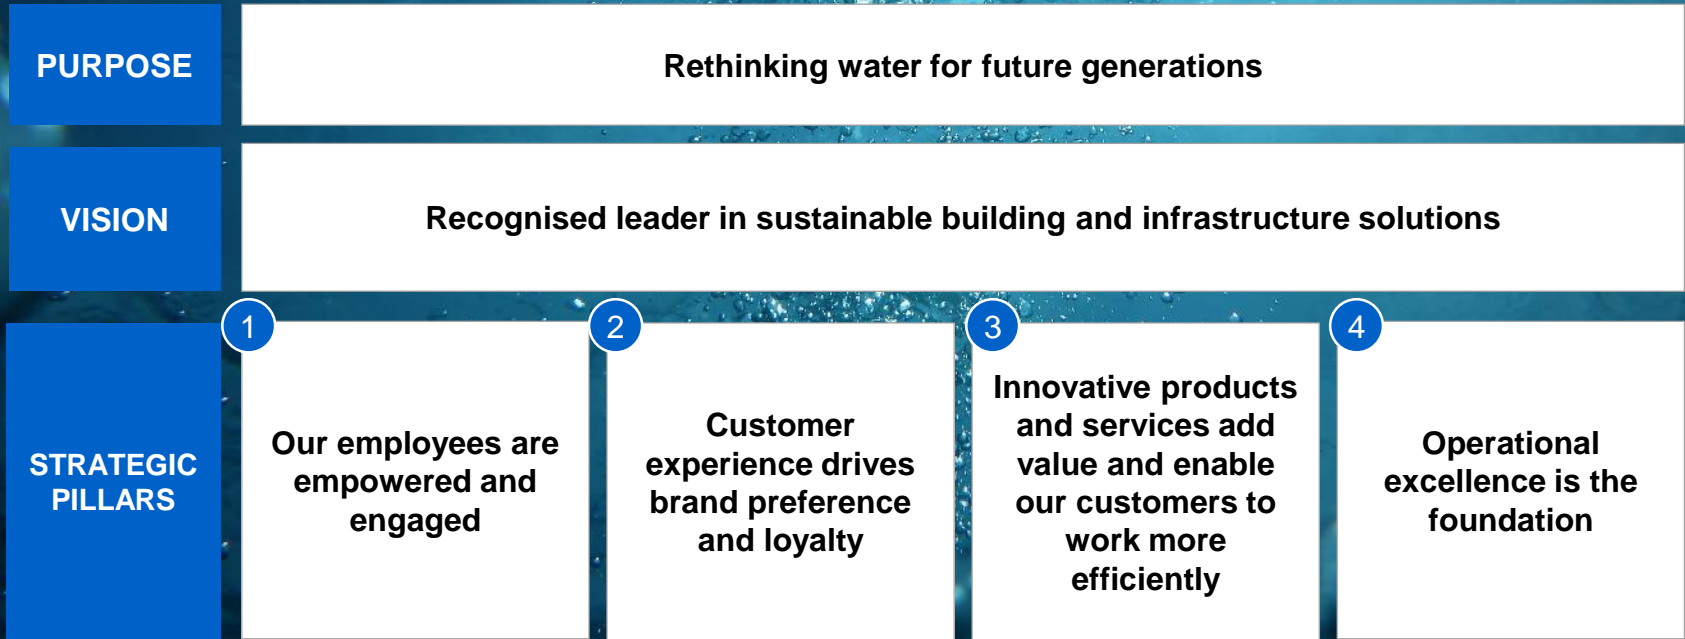 PURPOSE
Rethinking water for future generations
VISION
Recognised leader in sustainable building and infrastructure solutions
STRATEGIC
PILLARS
1
Our employees are
empowered and
engaged
2
Customer
experience drives
brand preference
and loyalty
3
Innovative products
and services add
value and enable
our customers to
work more
efficiently
4
Operational
excellence is the
foundation